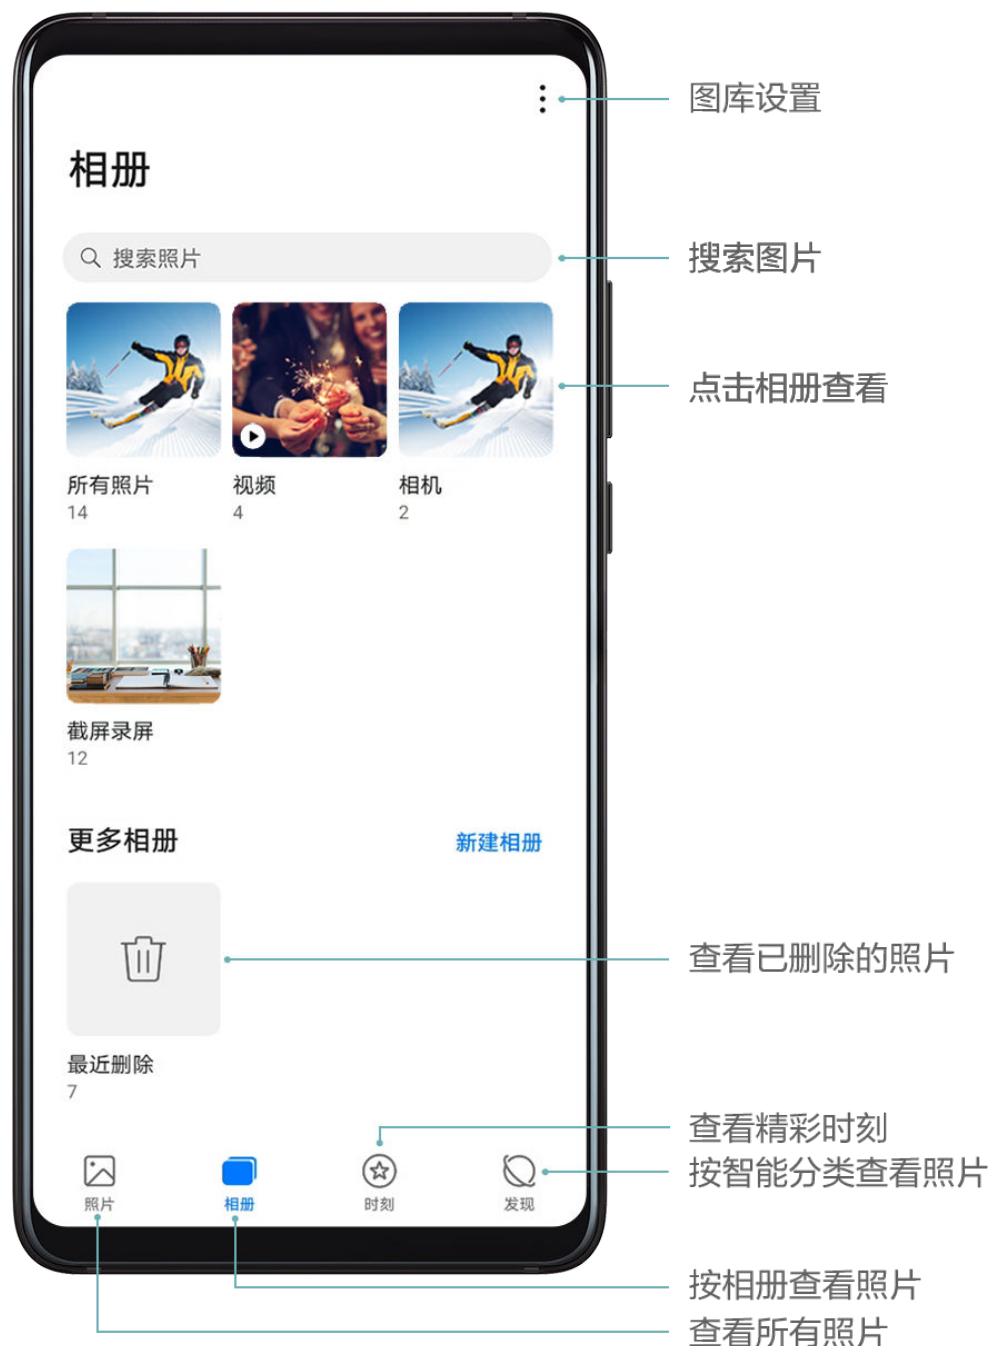 图库设置
相册
搜索照片
搜索图片
点击相册查看
所有照片
14
视频
4
相机
2
截屏录屏
12
更多相册
新建相册
查看已删除的照片
最近删除
7
查看精彩时刻
按智能分类查看照片
照片
相册
时刻
发现
按相册查看照片
查看所有照片